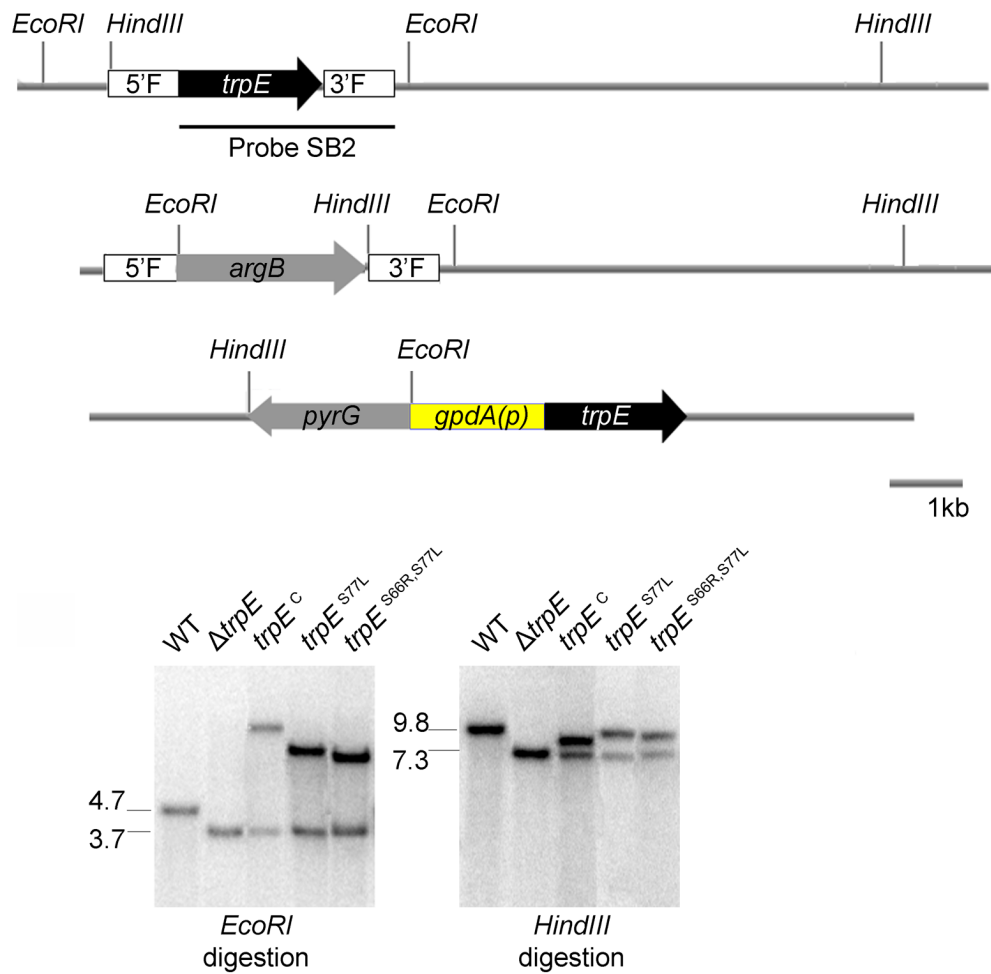 EcoRI HindIII EcoRI HindIII
5'F trpE 3'F
Probe SB2
EcoRI HindIII EcoRI HindIII
5'F argB 3'F
HindIII EcoRI
pyrG gpdA(p) trpE
1kb
WT ΔtrpE trpE C trpE S77L trpE S66R,S77L
4.7
3.7
EcoRI
digestion
WT ΔtrpE trpE C trpE S77L trpE S66R,S77L
9.8
7.3
HindIII
digestion